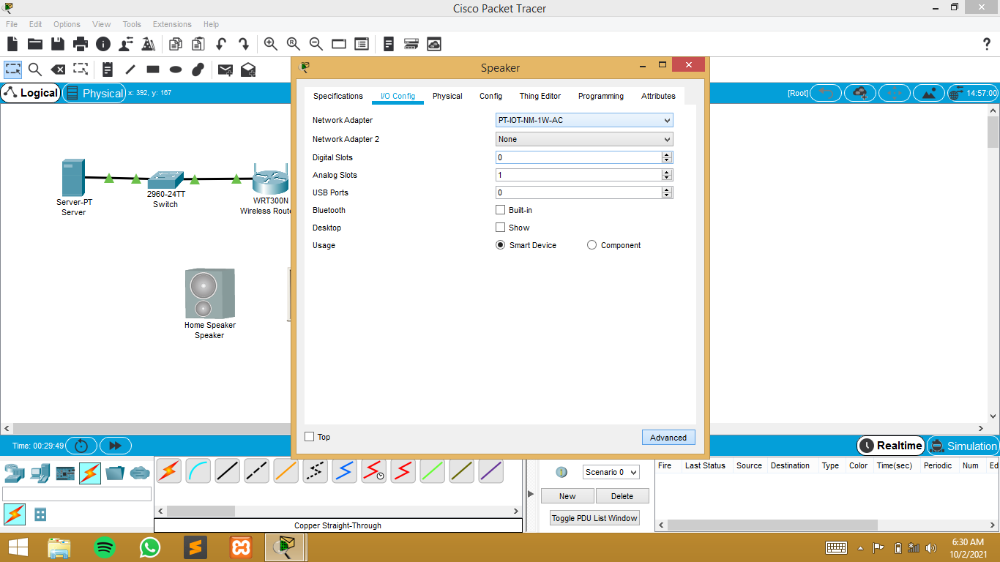 Cisco Packet Tracer
File Edit Options View Tools Extensions Help
R
?
Speaker
Logical Physical x: 392, y: 167
[Root] 14:57:00
Specifications I/O Config Physical Config Thing Editor Programming Attributes
Network Adapter PT-IOT-NM-1W-AC
Network Adapter 2 None
Digital Slots 0
Analog Slots 1
USB Ports 0
Bluetooth Built-in
Desktop Show
Usage Smart Device Component
Server-PT
Server
2960-24TT
Switch
WRT300N
Wireless Route
Home Speaker
Speaker
Top Advanced
Time: 00:29:49
Realtime Simulation
Scenario 0
New Delete
Toggle PDU List Window
Fire Last Status Source Destination Type Color Time(sec) Periodic Num Ed
Copper Straight-Through
6:30 AM
10/2/2021